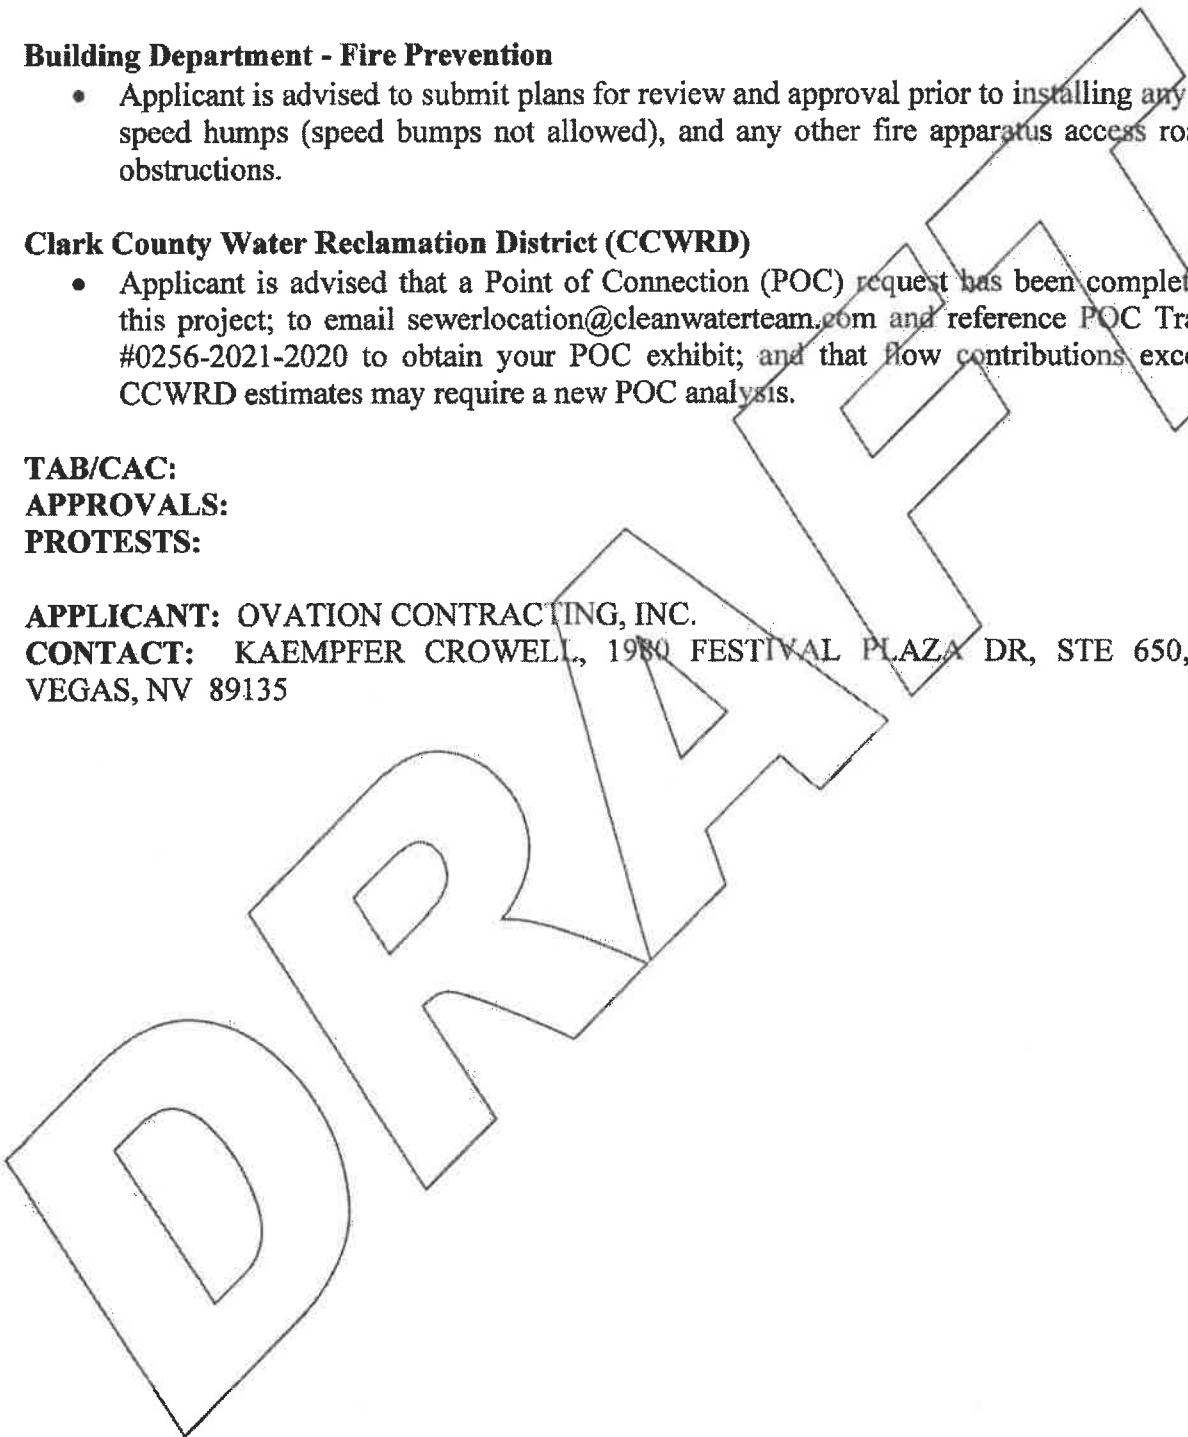 Building Department - Fire Prevention
• Applicant is advised to submit plans for review and approval prior to installing any
speed humps (speed bumps not allowed), and any other fire apparatus access
obstructions.
Clark County Water Reclamation District (CCWRD)
• Applicant is advised that a Point of Connection (POC) request has been
this project; to email sewerlocation@cleanwaterteam.com and reference POC
#0256-2021-2020 to obtain your POC exhibit; and that flow contributions
CCWRD estimates may require a new POC analysis.
TAB/CAC:
APPROVALS:
PROTESTS:
APPLICANT: OVATION CONTRACTING, INC.
CONTACT: KAEMPFER CROWELL, 1980 FESTIVAL PLAZA DR, STE 650,
VEGAS, NV 89135
DRAFT